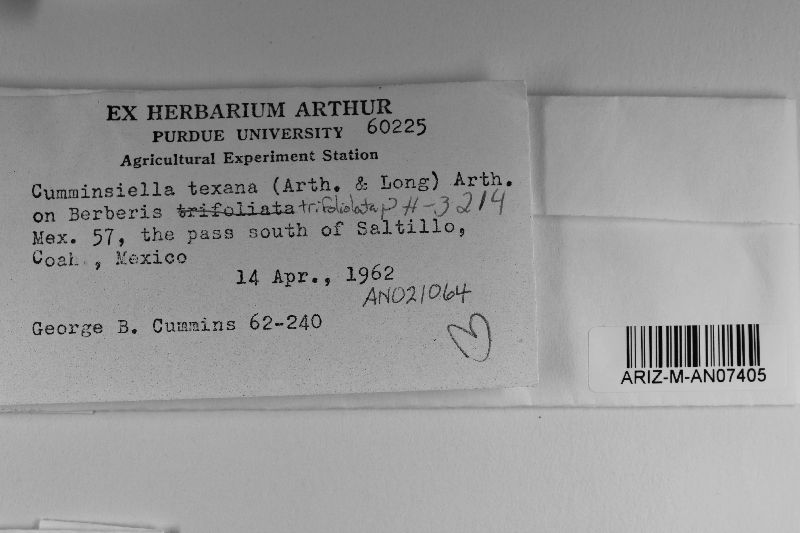 EX HERBARIUM ARTHUR
PURDUE UNIVERSITY 60225
Agricultural Experiment Station
Cumminsiella texana (Arth. & Long) Arth.
on Berberis trifoliata trifoliolata H-3214
Mex. 57, the pass south of Saltillo,
Coah., Mexico
14 Apr., 1962
AN021064
George B. Cummins 62-240
ARIZ-M-AN07405